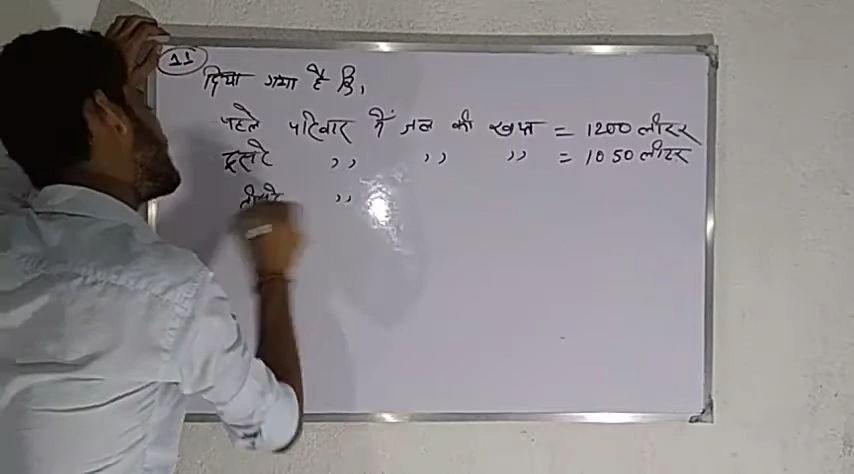 11
दिया गया है कि,
पहले परिवार में जल की खपत = 1200 लीटर
दूसरे ,, ,, ,, = 1050 लीटर
तीसरे ,,